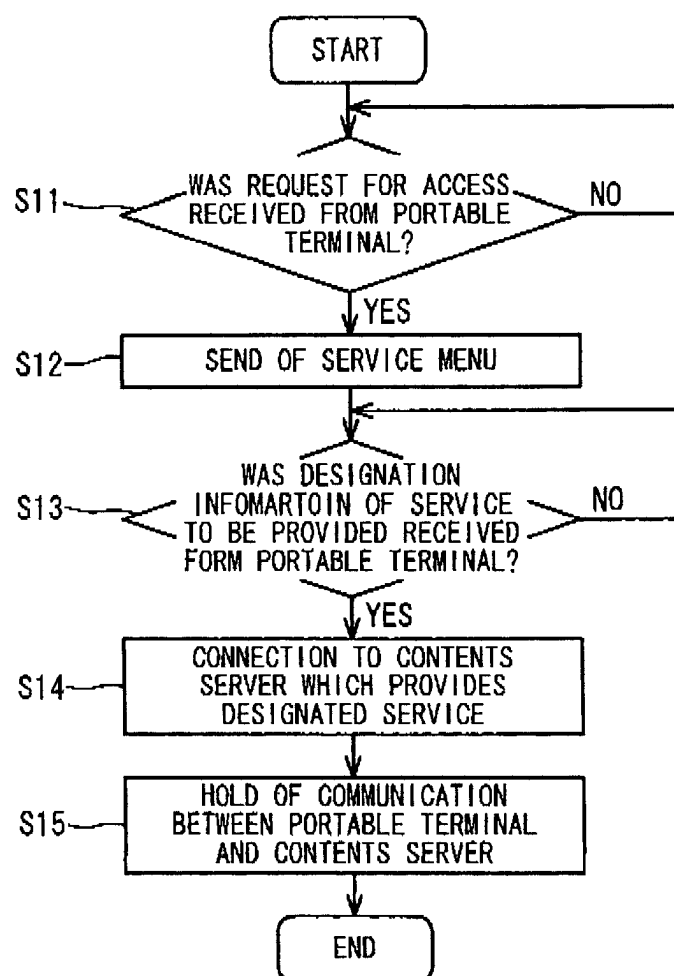 START
S11
WAS REQUEST FOR ACCESS
RECEIVED FROM PORTABLE
TERMINAL?
NO
YES
S12
SEND OF SERVICE MENU
S13
WAS DESIGNATION
INFOMARTOIN OF SERVICE
TO BE PROVIDED RECEIVED
FORM PORTABLE TERMINAL?
NO
YES
S14
CONNECTION TO CONTENTS
SERVER WHICH PROVIDES
DESIGNATED SERVICE
S15
HOLD OF COMMUNICATION
BETWEEN PORTABLE TERMINAL
AND CONTENTS SERVER
END